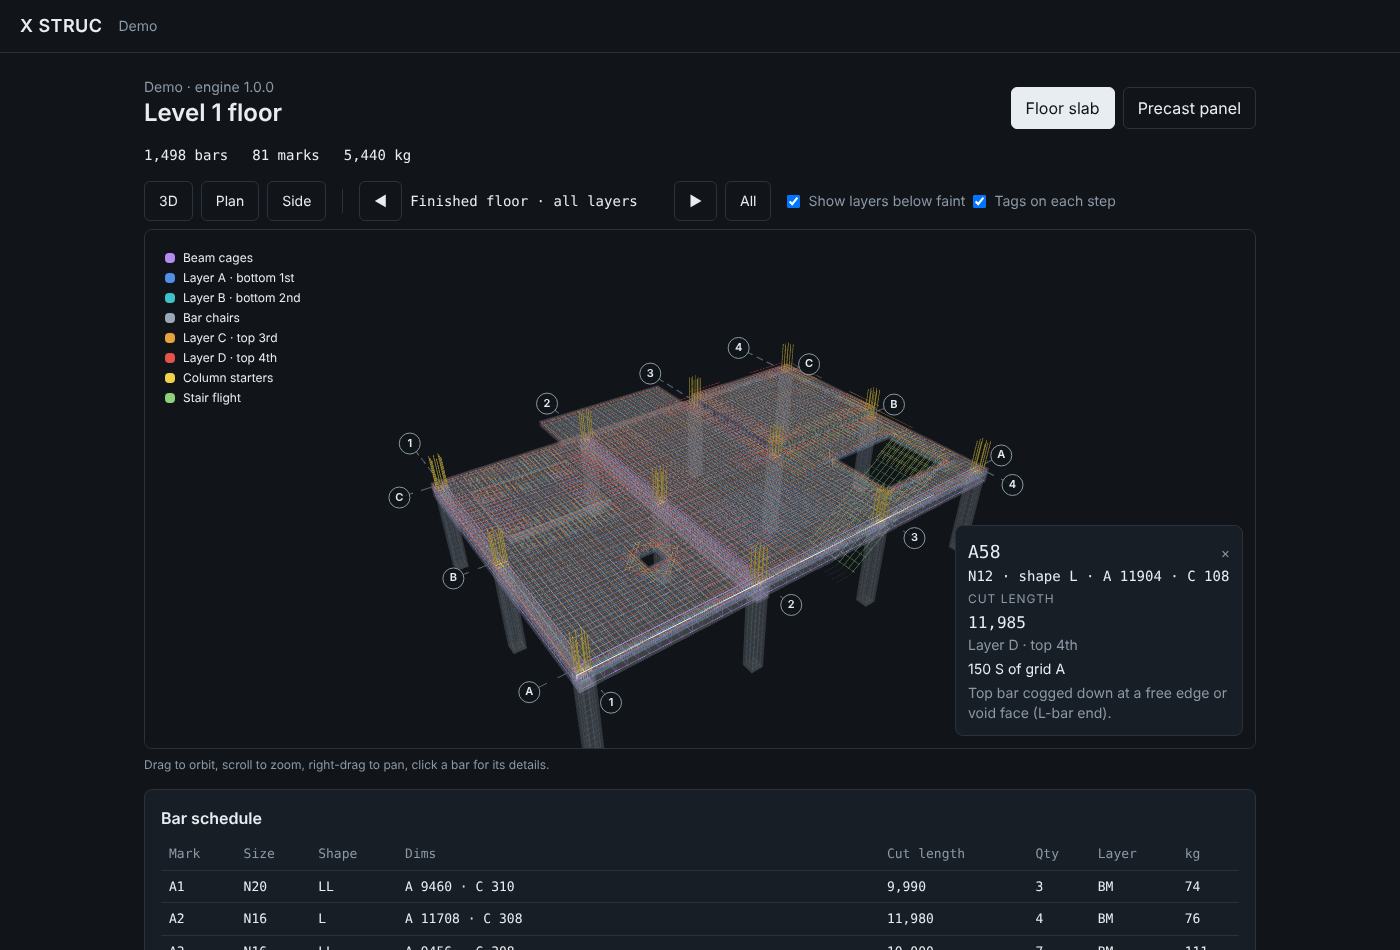 X STRUC Demo
Demo · engine 1.0.0
Level 1 floor
Floor slab
Precast panel
1,498 bars 81 marks 5,440 kg
3D Plan Side ◀ Finished floor · all layers ▶ All Show layers below faint Tags on each step
Beam cages
Layer A · bottom 1st
Layer B · bottom 2nd
Bar chairs
Layer C · top 3rd
Layer D · top 4th
Column starters
Stair flight
4
C
3
2
B
1
A
C
4
3
B
2
A
1
A58 ×
N12 · shape L · A 11904 · C 108
CUT LENGTH
11,985
Layer D · top 4th
150 S of grid A
Top bar cogged down at a free edge or
void face (L-bar end).
Drag to orbit, scroll to zoom, right-drag to pan, click a bar for its details.
Bar schedule
Mark Size Shape Dims Cut length Qty Layer kg
A1 N20 LL A 9460 · C 310 9,990 3 BM 74
A2 N16 L A 11708 · C 308 11,980 4 BM 76